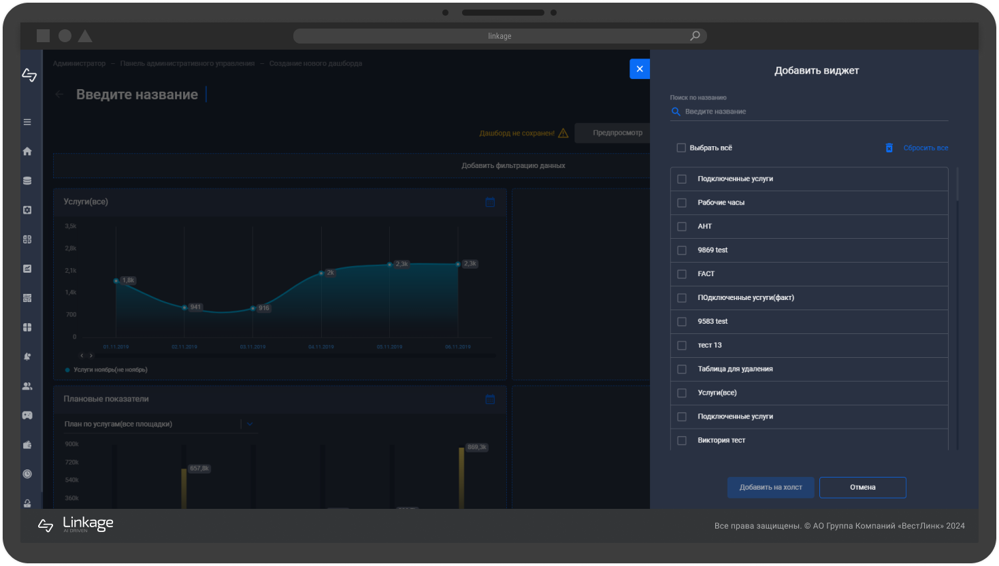 linkage
Администратор – Панель административного управления – Создание нового дашборда
Введите название
Дашборд не сохранен!
Предпросмотр
Добавить фильтрацию данных
Услуги(все)
3,5k
2,8k
2,1k
1,4k
700
0
1,8k
941
916
2k
2,3k
2,3k
01.11.2019 02.11.2019 03.11.2019 04.11.2019 05.11.2019 06.11.2019
Услуги ноябрь(не ноябрь)
Плановые показатели
План по услугам(все площадки)
900k
720k
540k
360k
657,8k
869,3k
Добавить виджет
Поиск по названию
Введите название
Выбрать всё
Сбросить все
Подключенные услуги
Рабочие часы
АНТ
9869 test
FACT
ПОдключенные усгуги(факт)
9583 test
тест 13
Таблица для удаления
Услуги(все)
Подключенные услуги
Виктория тест
Добавить на холст
Отмена
Linkage
AI DRIVEN
Все права защищены. © АО Группа Компаний «ВестЛинк» 2024